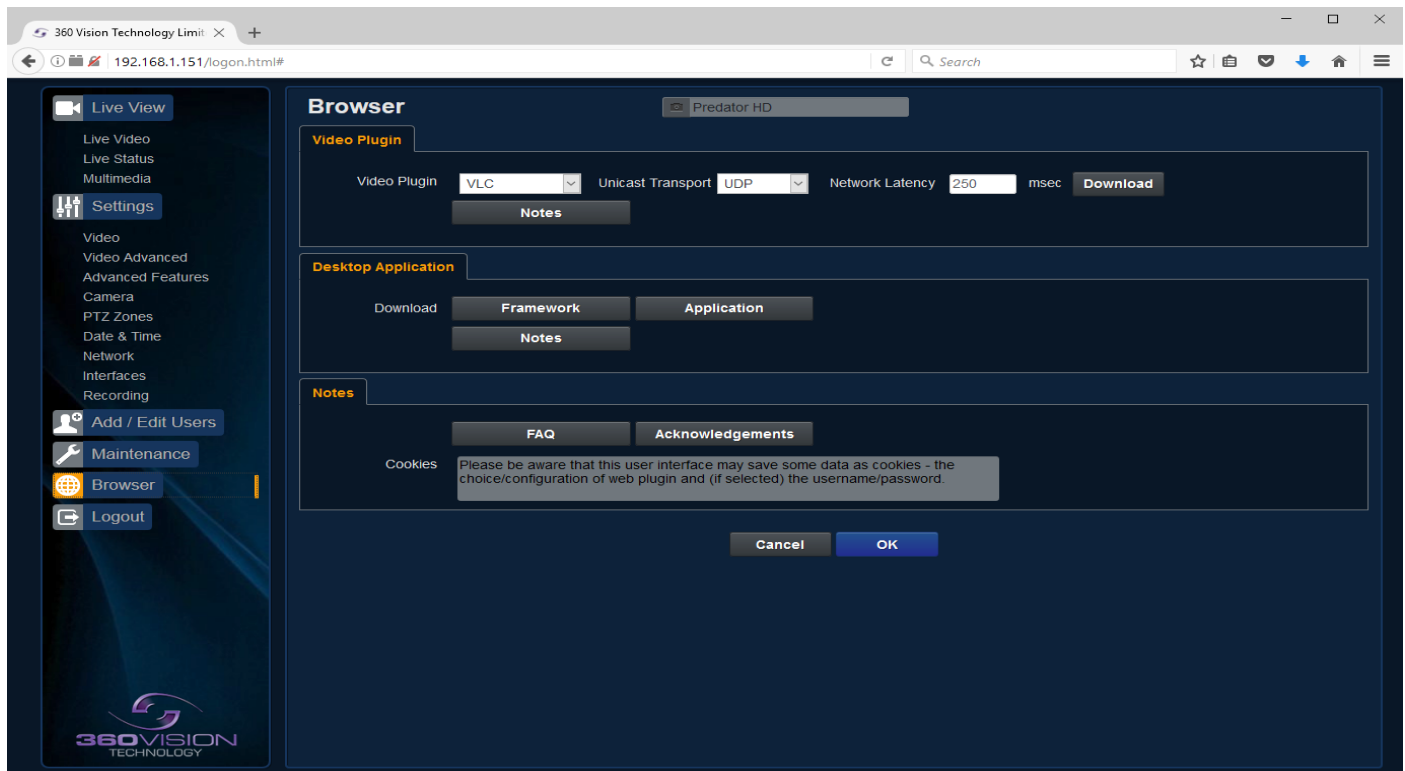 360 Vision Technology Limit
192.168.1.151/logon.html#
Search
Live View
Live Video
Live Status
Multimedia
Settings
Video
Video Advanced
Advanced Features
Camera
PTZ Zones
Date & Time
Network
Interfaces
Recording
Add / Edit Users
Maintenance
Browser
Logout
360VISION
TECHNOLOGY
Browser
Predator HD
Video Plugin
Video Plugin VLC Unicast Transport UDP Network Latency 250 msec Download
Notes
Desktop Application
Download Framework Application
Notes
Notes
FAQ Acknowledgements
Cookies Please be aware that this user interface may save some data as cookies - the
choice/configuration of web plugin and (if selected) the username/password.
Cancel OK